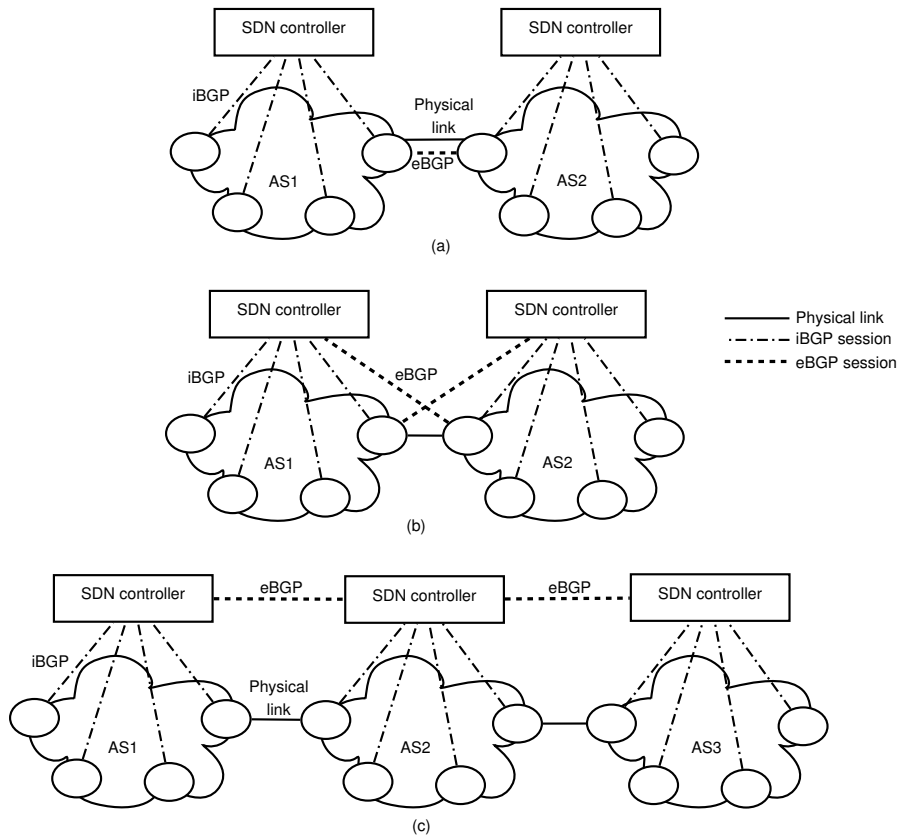 SDN controller
SDN controller
iBGP
Physical
link
eBGP
AS1
AS2
(a)
SDN controller
SDN controller
Physical link
iBGP session
eBGP session
iBGP
eBGP
AS1
AS2
(b)
SDN controller
eBGP
SDN controller
eBGP
SDN controller
iBGP
Physical
link
AS1
AS2
AS3
(c)